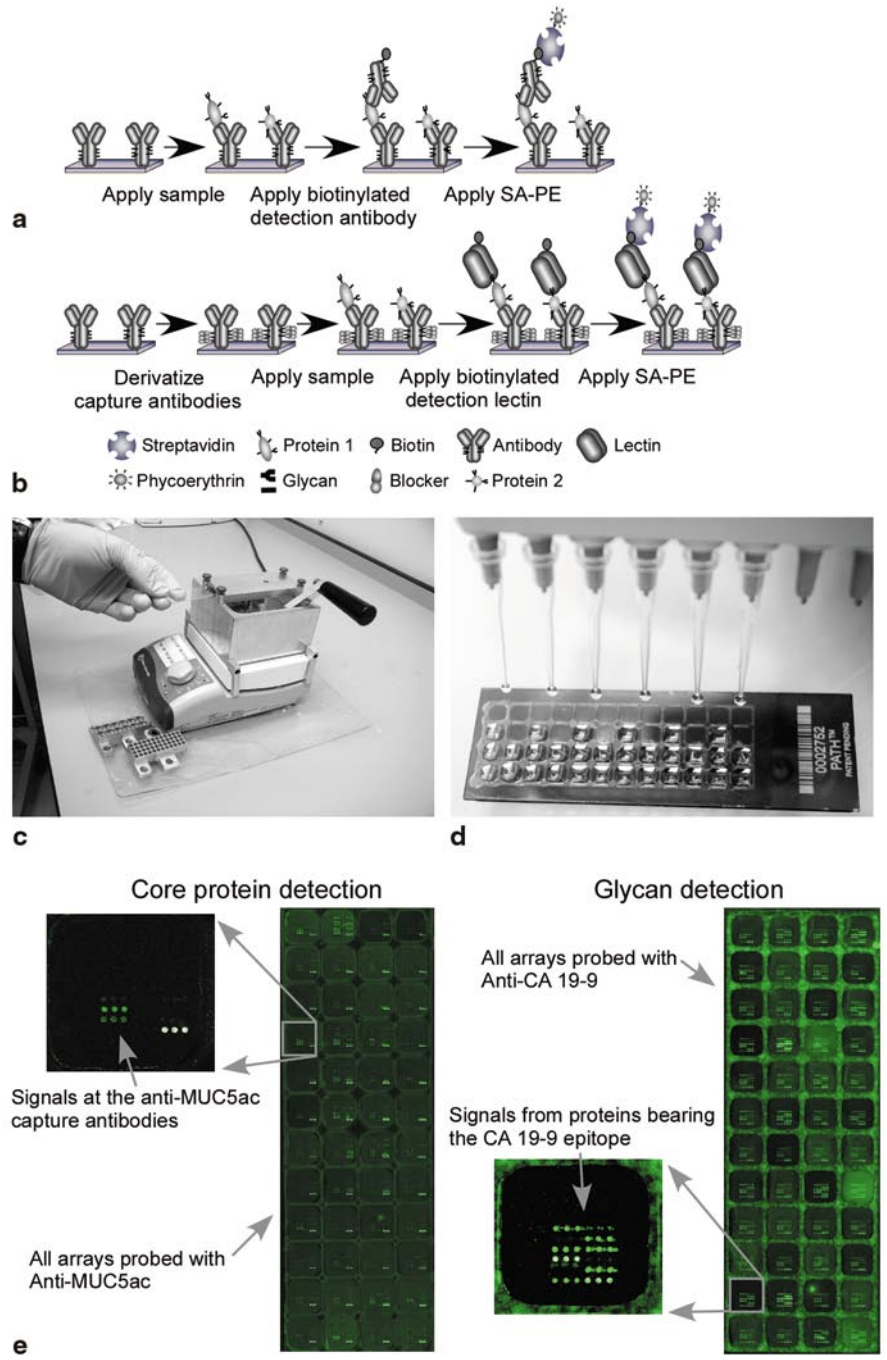 Apply sample
Apply biotinylated
detection antibody
Apply SA-PE
a
Derivatize
capture antibodies
Apply sample
Apply biotinylated
detection lectin
Apply SA-PE
Streptavidin
Protein 1
Biotin
Antibody
Lectin
Phycoerythrin
Glycan
Blocker
Protein 2
b
0002752
PATH™
PATENT PENDING
c
d
Core protein detection
Glycan detection
All arrays probed with
Anti-CA 19-9
Signals at the anti-MUC5ac
capture antibodies
Signals from proteins bearing
the CA 19-9 epitope
All arrays probed with
Anti-MUC5ac
e